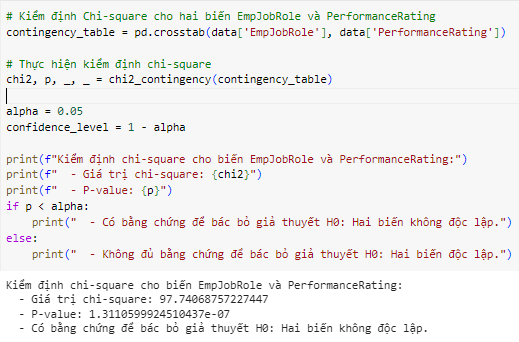 # Kiểm định Chi-square cho hai biến EmpJobRole và PerformanceRating
contingency_table = pd.crosstab(data['EmpJobRole'], data['PerformanceRating'])
# Thực hiện kiểm định chi-square
chi2, p, _, _ = chi2_contingency(contingency_table)
alpha = 0.05
confidence_level = 1 - alpha
print(f"Kiểm định chi-square cho biến EmpJobRole và PerformanceRating:")
print(f"  - Giá trị chi-square: {chi2}")
print(f"  - P-value: {p}")
if p < alpha:
    print("  - Có bằng chứng để bác bỏ giả thuyết H0: Hai biến không độc lập.")
else:
    print("  - Không đủ bằng chứng để bác bỏ giả thuyết H0: Hai biến độc lập.")
Kiểm định chi-square cho biến EmpJobRole và PerformanceRating:
  - Giá trị chi-square: 97.74068757227447
  - P-value: 1.3110599924510437e-07
  - Có bằng chứng để bác bỏ giả thuyết H0: Hai biến không độc lập.